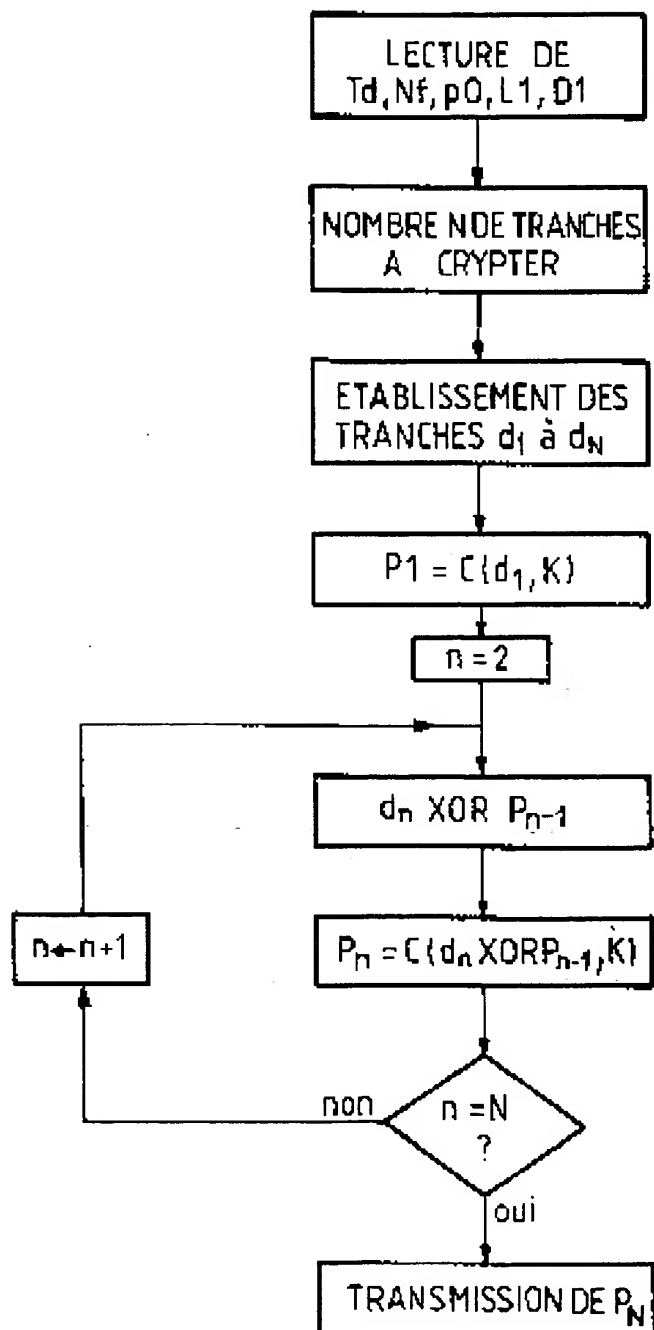 LECTURE DE
Td, Nf, p0, L1, D1
NOMBRE N DE TRANCHES
A CRYPTER
ETABLISSEMENT DES
TRANCHES d1 à dN
P1 = C(d1, K)
n = 2
dn XOR Pn-1
n←n+1
Pn = C(dn XOR Pn-1, K)
non
n = N
?
oui
TRANSMISSION DE PN